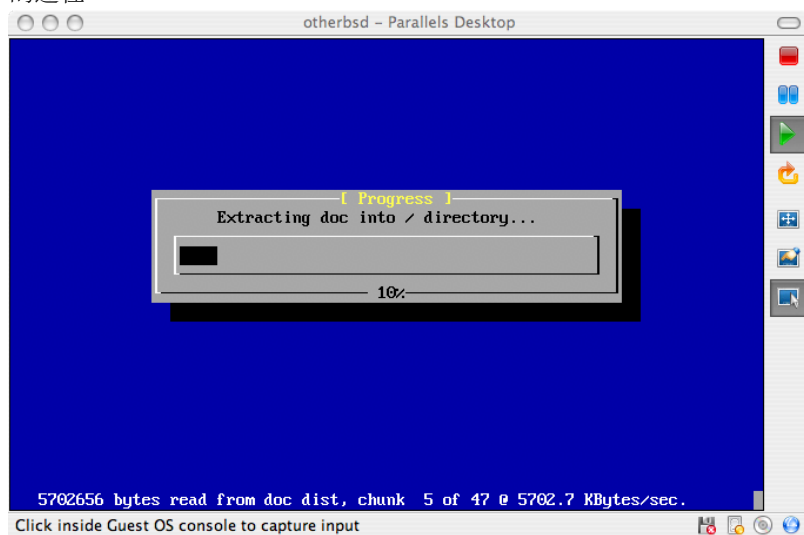 otherbsd – Parallels Desktop
[ Progress ]
Extracting doc into / directory...
10%
5702656 bytes read from doc dist, chunk  5 of 47 @ 5702.7 KBytes/sec.
Click inside Guest OS console to capture input